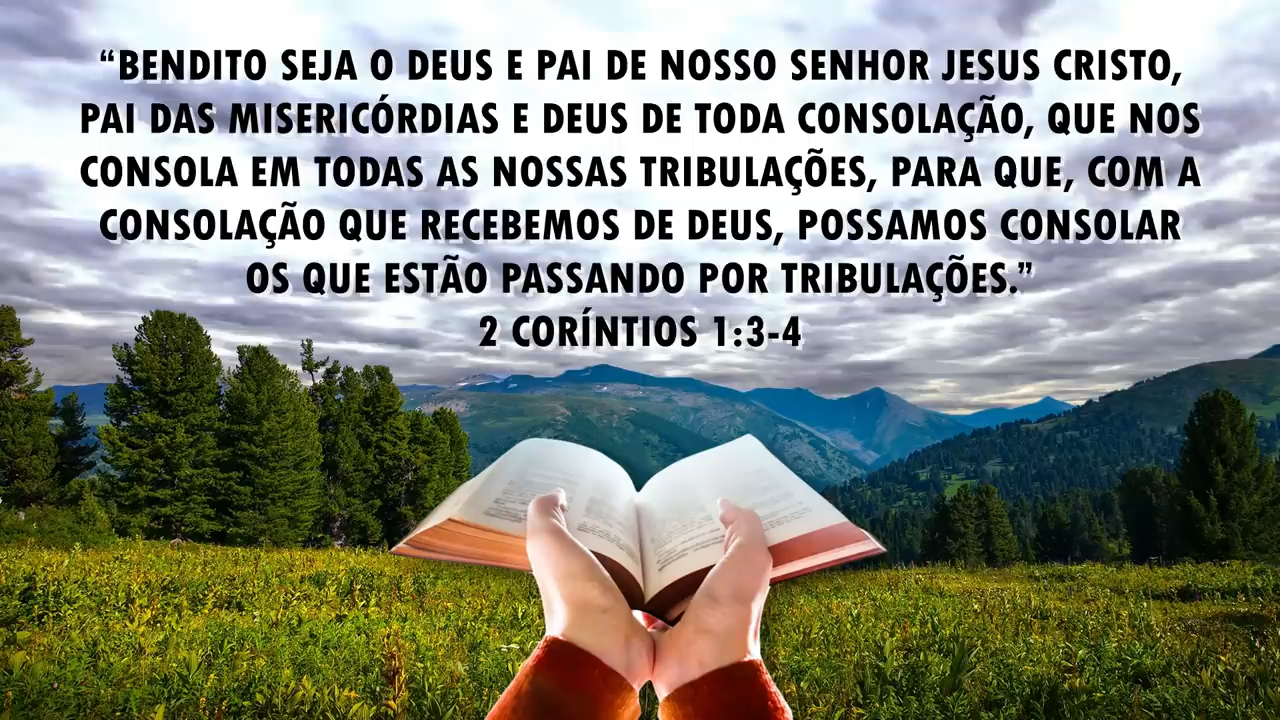 “BENDITO SEJA O DEUS E PAI DE NOSSO SENHOR JESUS CRISTO,
PAI DAS MISERICÓRDIAS E DEUS DE TODA CONSOLAÇÃO, QUE NOS
CONSOLA EM TODAS AS NOSSAS TRIBULAÇÕES, PARA QUE, COM A
CONSOLAÇÃO QUE RECEBEMOS DE DEUS, POSSAMOS CONSOLAR
OS QUE ESTÃO PASSANDO POR TRIBULAÇÕES.”
2 CORÍNTIOS 1:3-4